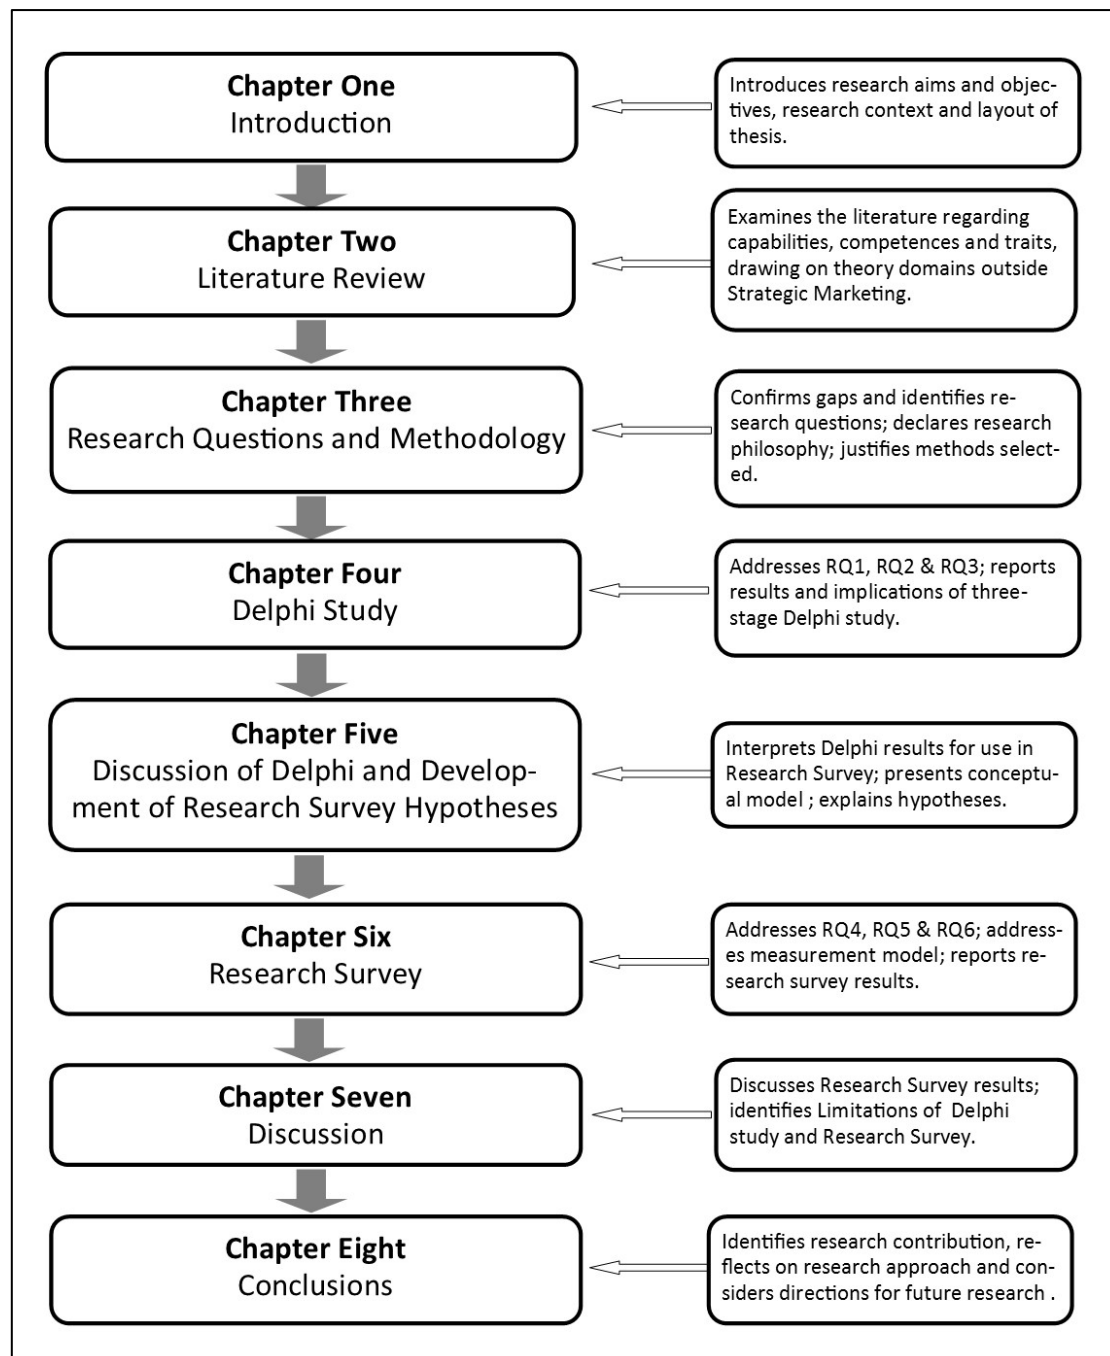 Chapter One
Introduction
Introduces research aims and objec-
tives, research context and layout of
thesis.
Chapter Two
Literature Review
Examines the literature regarding
capabilities, competences and traits,
drawing on theory domains outside
Strategic Marketing.
Chapter Three
Research Questions and Methodology
Confirms gaps and identifies re-
search questions; declares research
philosophy; justifies methods select-
ed.
Chapter Four
Delphi Study
Addresses RQ1, RQ2 & RQ3; reports
results and implications of three-
stage Delphi study.
Chapter Five
Discussion of Delphi and Develop-
ment of Research Survey Hypotheses
Interprets Delphi results for use in
Research Survey; presents conceptu-
al model ; explains hypotheses.
Chapter Six
Research Survey
Addresses RQ4, RQ5 & RQ6; address-
es measurement model; reports re-
search survey results.
Chapter Seven
Discussion
Discusses Research Survey results;
identifies Limitations of  Delphi
study and Research Survey.
Chapter Eight
Conclusions
Identifies research contribution, re-
flects on research approach and con-
siders directions for future research .